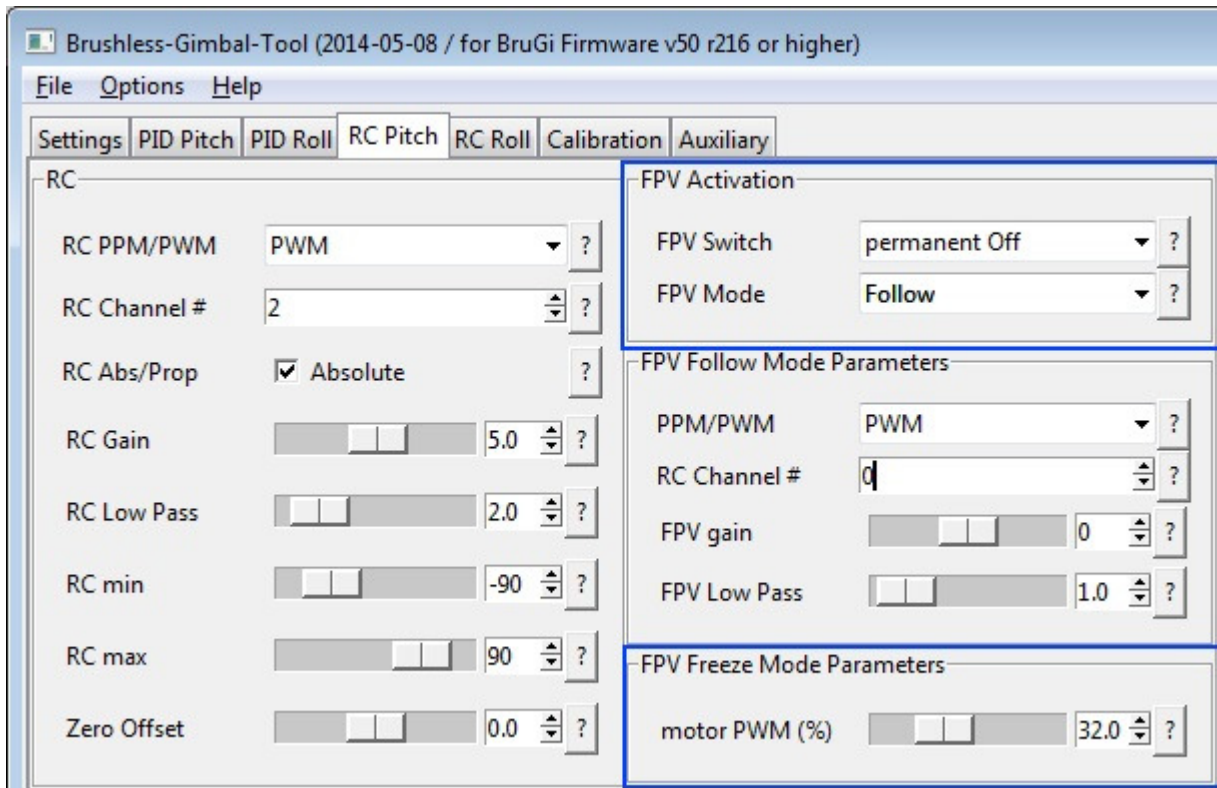 Brushless-Gimbal-Tool (2014-05-08 / for BruGi Firmware v50 r216 or higher)
File Options Help
Settings PID Pitch PID Roll RC Pitch RC Roll Calibration Auxiliary
RC
RC PPM/PWM PWM ?
RC Channel # 2 ?
RC Abs/Prop Absolute ?
RC Gain 5.0 ?
RC Low Pass 2.0 ?
RC min -90 ?
RC max 90 ?
Zero Offset 0.0 ?
FPV Activation
FPV Switch permanent Off ?
FPV Mode Follow ?
FPV Follow Mode Parameters
PPM/PWM PWM ?
RC Channel # 0 ?
FPV gain 0 ?
FPV Low Pass 1.0 ?
FPV Freeze Mode Parameters
motor PWM (%) 32.0 ?